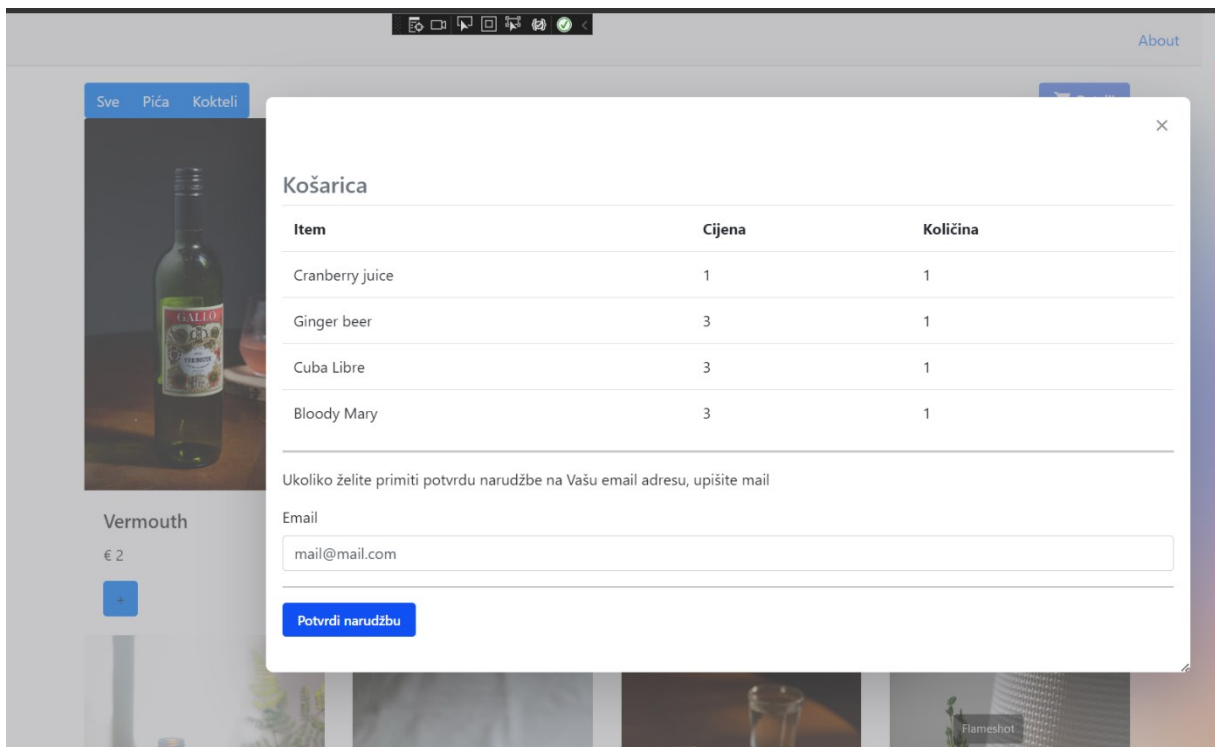 About
Sve Pića Kokteli
Košarica
Item Cijena Količina
Cranberry juice 1 1
Ginger beer 3 1
Cuba Libre 3 1
Bloody Mary 3 1
Ukoliko želite primiti potvrdu narudžbe na Vašu email adresu, upišite mail
Email
mail@mail.com
Potvrdi narudžbu
GALLO
VERMOUTH
Vermouth
€ 2
+
Flameshot